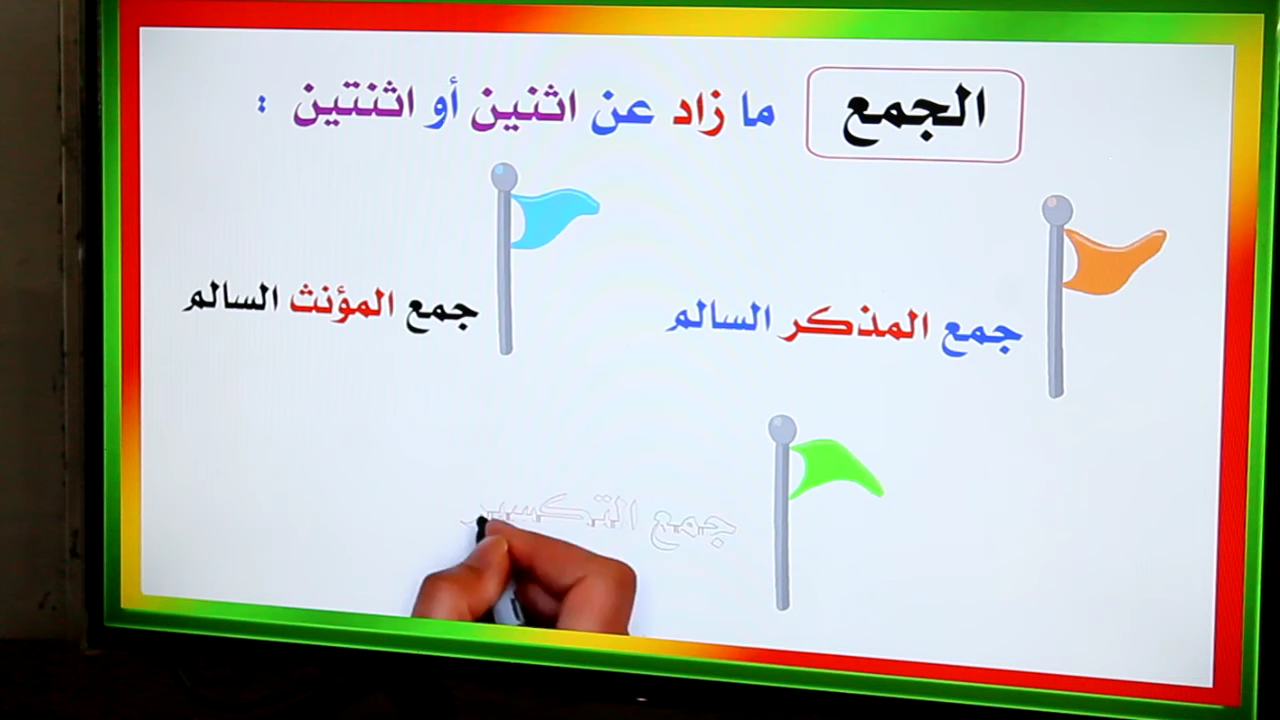 الجمع ما زاد عن اثنين أو اثنتين :
جمع المذكر السالم
جمع المؤنث السالم
جمع التكسير